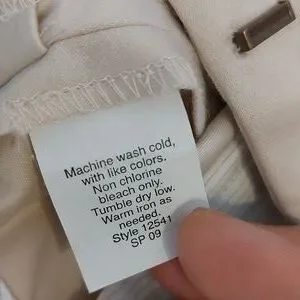 Machine wash cold,
with like colors.
Non chlorine
bleach only.
Tumble dry low.
Warm iron as
needed.
Style 12541
SP 09